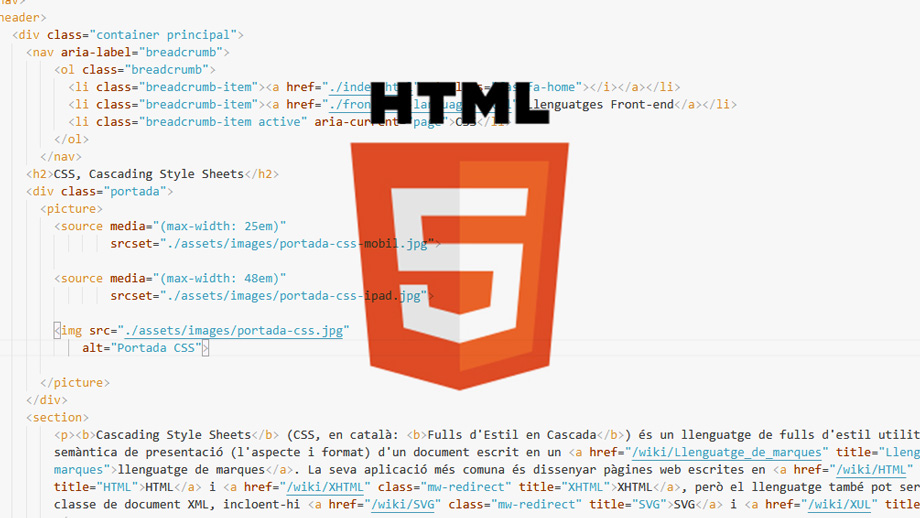 nav>
header>
<div class="container principal">
<nav aria-label="breadcrumb">
<ol class="breadcrumb">
<li class="breadcrumb-item"><a href="./index fa-home"></i></a></li>
<li class="breadcrumb-item"><a href="./fron Llenguatges Front-end</a></li>
<li class="breadcrumb-item active" aria-current="page">CSS</li>
</ol>
</nav>
<h2>CSS, Cascading Style Sheets</h2>
<div class="portada">
<picture>
<source media="(max-width: 25em)"
srcset="./assets/images/portada-css-mobil.jpg">
<source media="(max-width: 48em)"
srcset="./assets/images/portada-css-ipad.jpg">
<img src="./assets/images/portada-css.jpg"
alt="Portada CSS">
</picture>
</div>
<section>
<p><b>Cascading Style Sheets</b> (CSS, en català: <b>Fulls d'Estil en Cascada</b>) és un llenguatge de fulls d'estil utilit
semàntica de presentació (l'aspecte i format) d'un document escrit en un <a href="/wiki/Llenguatge_de_marques" title="Lleng
marques">llenguatge de marques</a>. La seva aplicació més comuna és dissenyar pàgines web escrites en <a href="/wiki/HTML"
title="HTML">HTML</a> i <a href="/wiki/XHTML" class="mw-redirect" title="XHTML">XHTML</a>, però el llenguatge també pot ser
classe de document XML, incloent-hi <a href="/wiki/SVG" class="mw-redirect" title="SVG">SVG</a> i <a href="/wiki/XUL" title
HTML
5